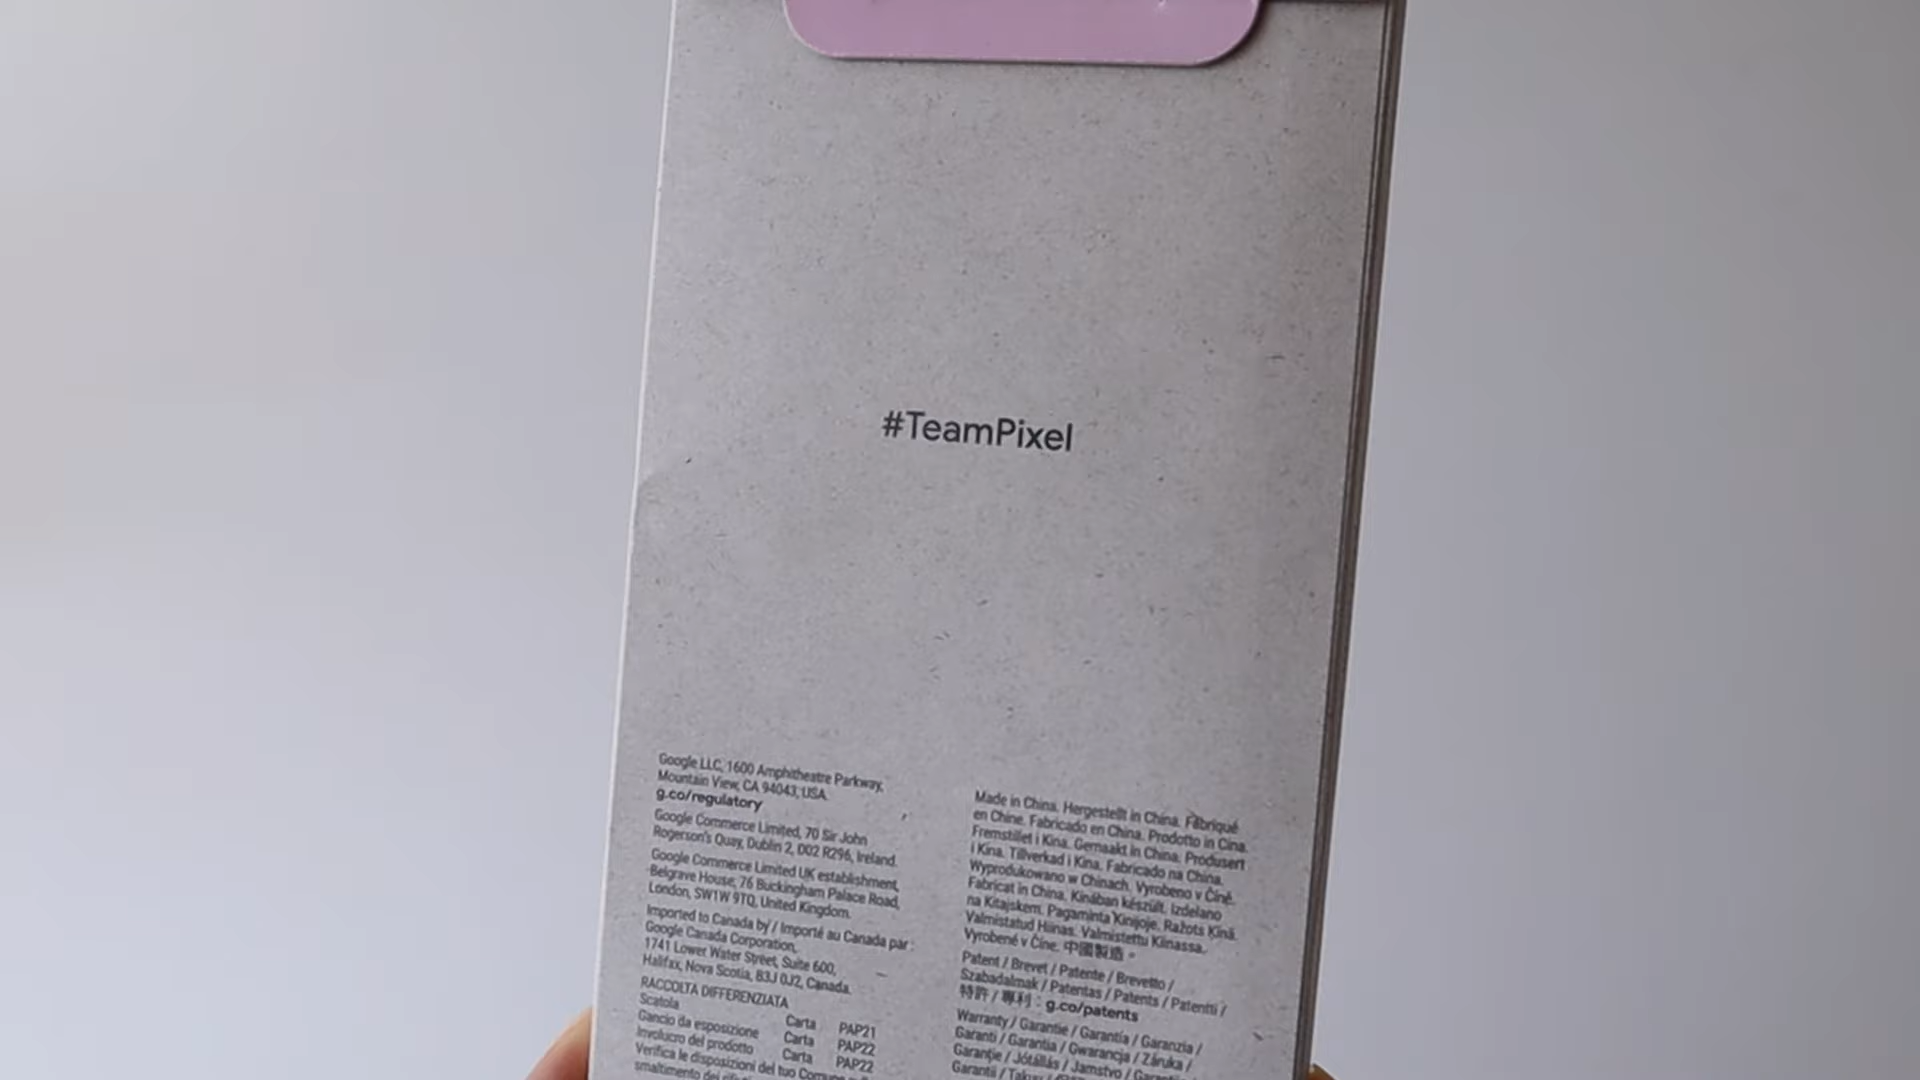 #TeamPixel
Google LLC, 1600 Amphitheatre Parkway,
Mountain View, CA 94043, USA.
g.co/regulatory
Google Commerce Limited, 70 Sir John
Rogerson's Quay, Dublin 2, D02 R296, Ireland.
Google Commerce Limited UK establishment,
Belgrave House, 76 Buckingham Palace Road,
London, SW1W 9TQ, United Kingdom.
Imported to Canada by / Importé au Canada par :
Google Canada Corporation,
1741 Lower Water Street, Suite 600,
Halifax, Nova Scotia, B3J 0J2, Canada.
RACCOLTA DIFFERENZIATA
Scatola Carta PAP21
Gancio da esposizione Carta PAP22
Involucro del prodotto Carta PAP22
Verifica le disposizioni del tuo
smaltimento dei
Made in China. Hergestellt in China. Fabriqué
en Chine. Fabricado en China. Prodotto in Cina.
Fremstillet i Kina. Gemaakt in China. Produsert
i Kina. Tillverkad i Kina. Fabricado na China.
Wyprodukowano w Chinach. Vyrobeno v Číně.
Fabricat în China. Kínában készült. Izdelano
na Kitajskem. Pagaminta Kinijoje. Ražots Ķīnā.
Valmistatud Hiinas. Valmistettu Kiinassa.
Vyrobené v Číne. 中國製造。
Patent / Brevet / Patente / Brevetto /
Szabadalmak / Patentas / Patents / Patentti /
特許 / 專利 : g.co/patents
Warranty / Garantie / Garantía / Garanzia /
Garanti / Garantia / Gwarancja / Záruka /
Garanție / Jótállás / Jamstvo /
Garantii / Takuu /